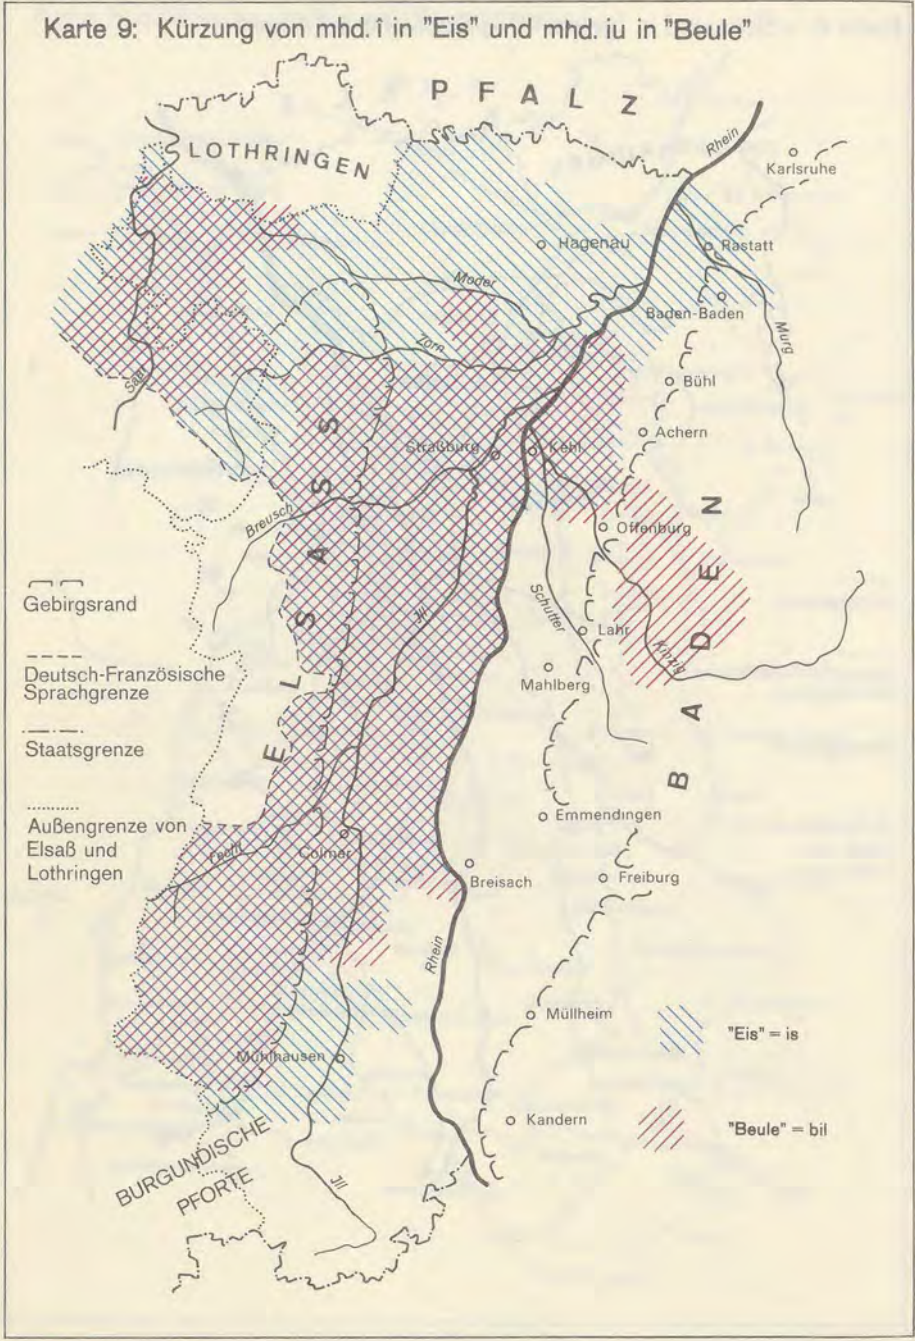 Karte 9: Kürzung von mhd. î in "Eis" und mhd. iu in "Beule"
PFALZ
LOTHRINGEN
Rhein
Karlsruhe
Hagenau
Rastatt
Moder
Baden-Baden
Murg
Zorn
Saar
Bühl
Achern
Straßburg
Kehl
Breusch
Offenburg
ELSASS
BADEN
Gebirgsrand
Schutter
Jll
Lahr
Kinzig
Deutsch-Französische
Sprachgrenze
Mahlberg
Staatsgrenze
Emmendingen
Außengrenze von
Elsaß und
Lothringen
Fecht
Colmar
Breisach
Freiburg
Rhein
Müllheim
"Eis" = is
Mühlhausen
Kandern
"Beule" = bil
BURGUNDISCHE
PFORTE
Jll